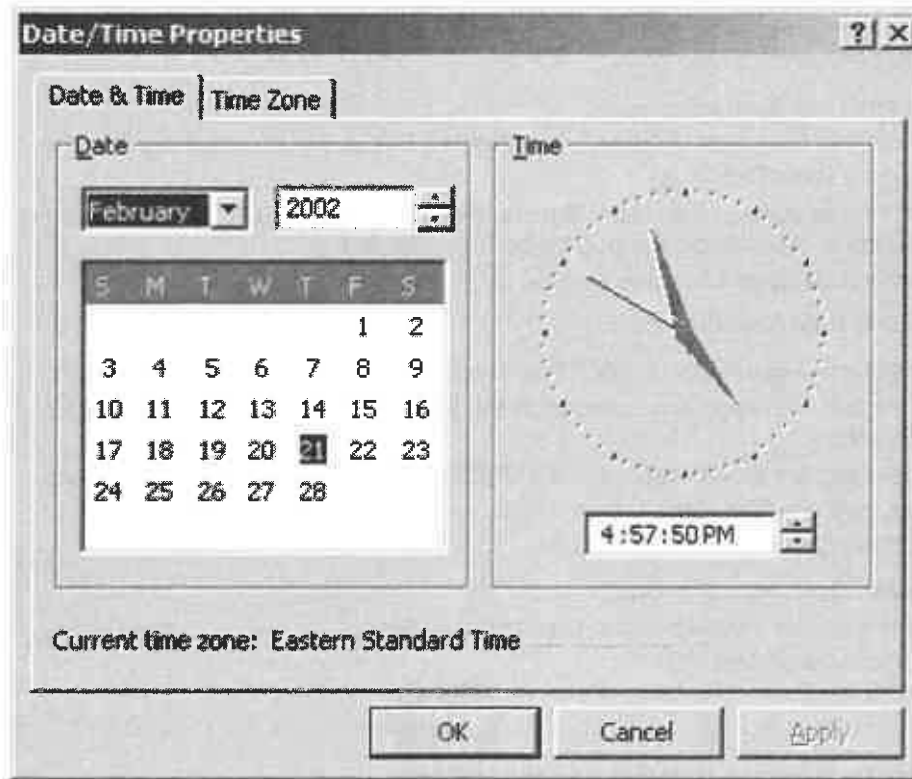 Date/Time Properties
Date & Time Time Zone
Date
February 2002
S M T W T F S
1 2
3 4 5 6 7 8 9
10 11 12 13 14 15 16
17 18 19 20 21 22 23
24 25 26 27 28
Time
4:57:50 PM
Current time zone: Eastern Standard Time
OK Cancel Apply